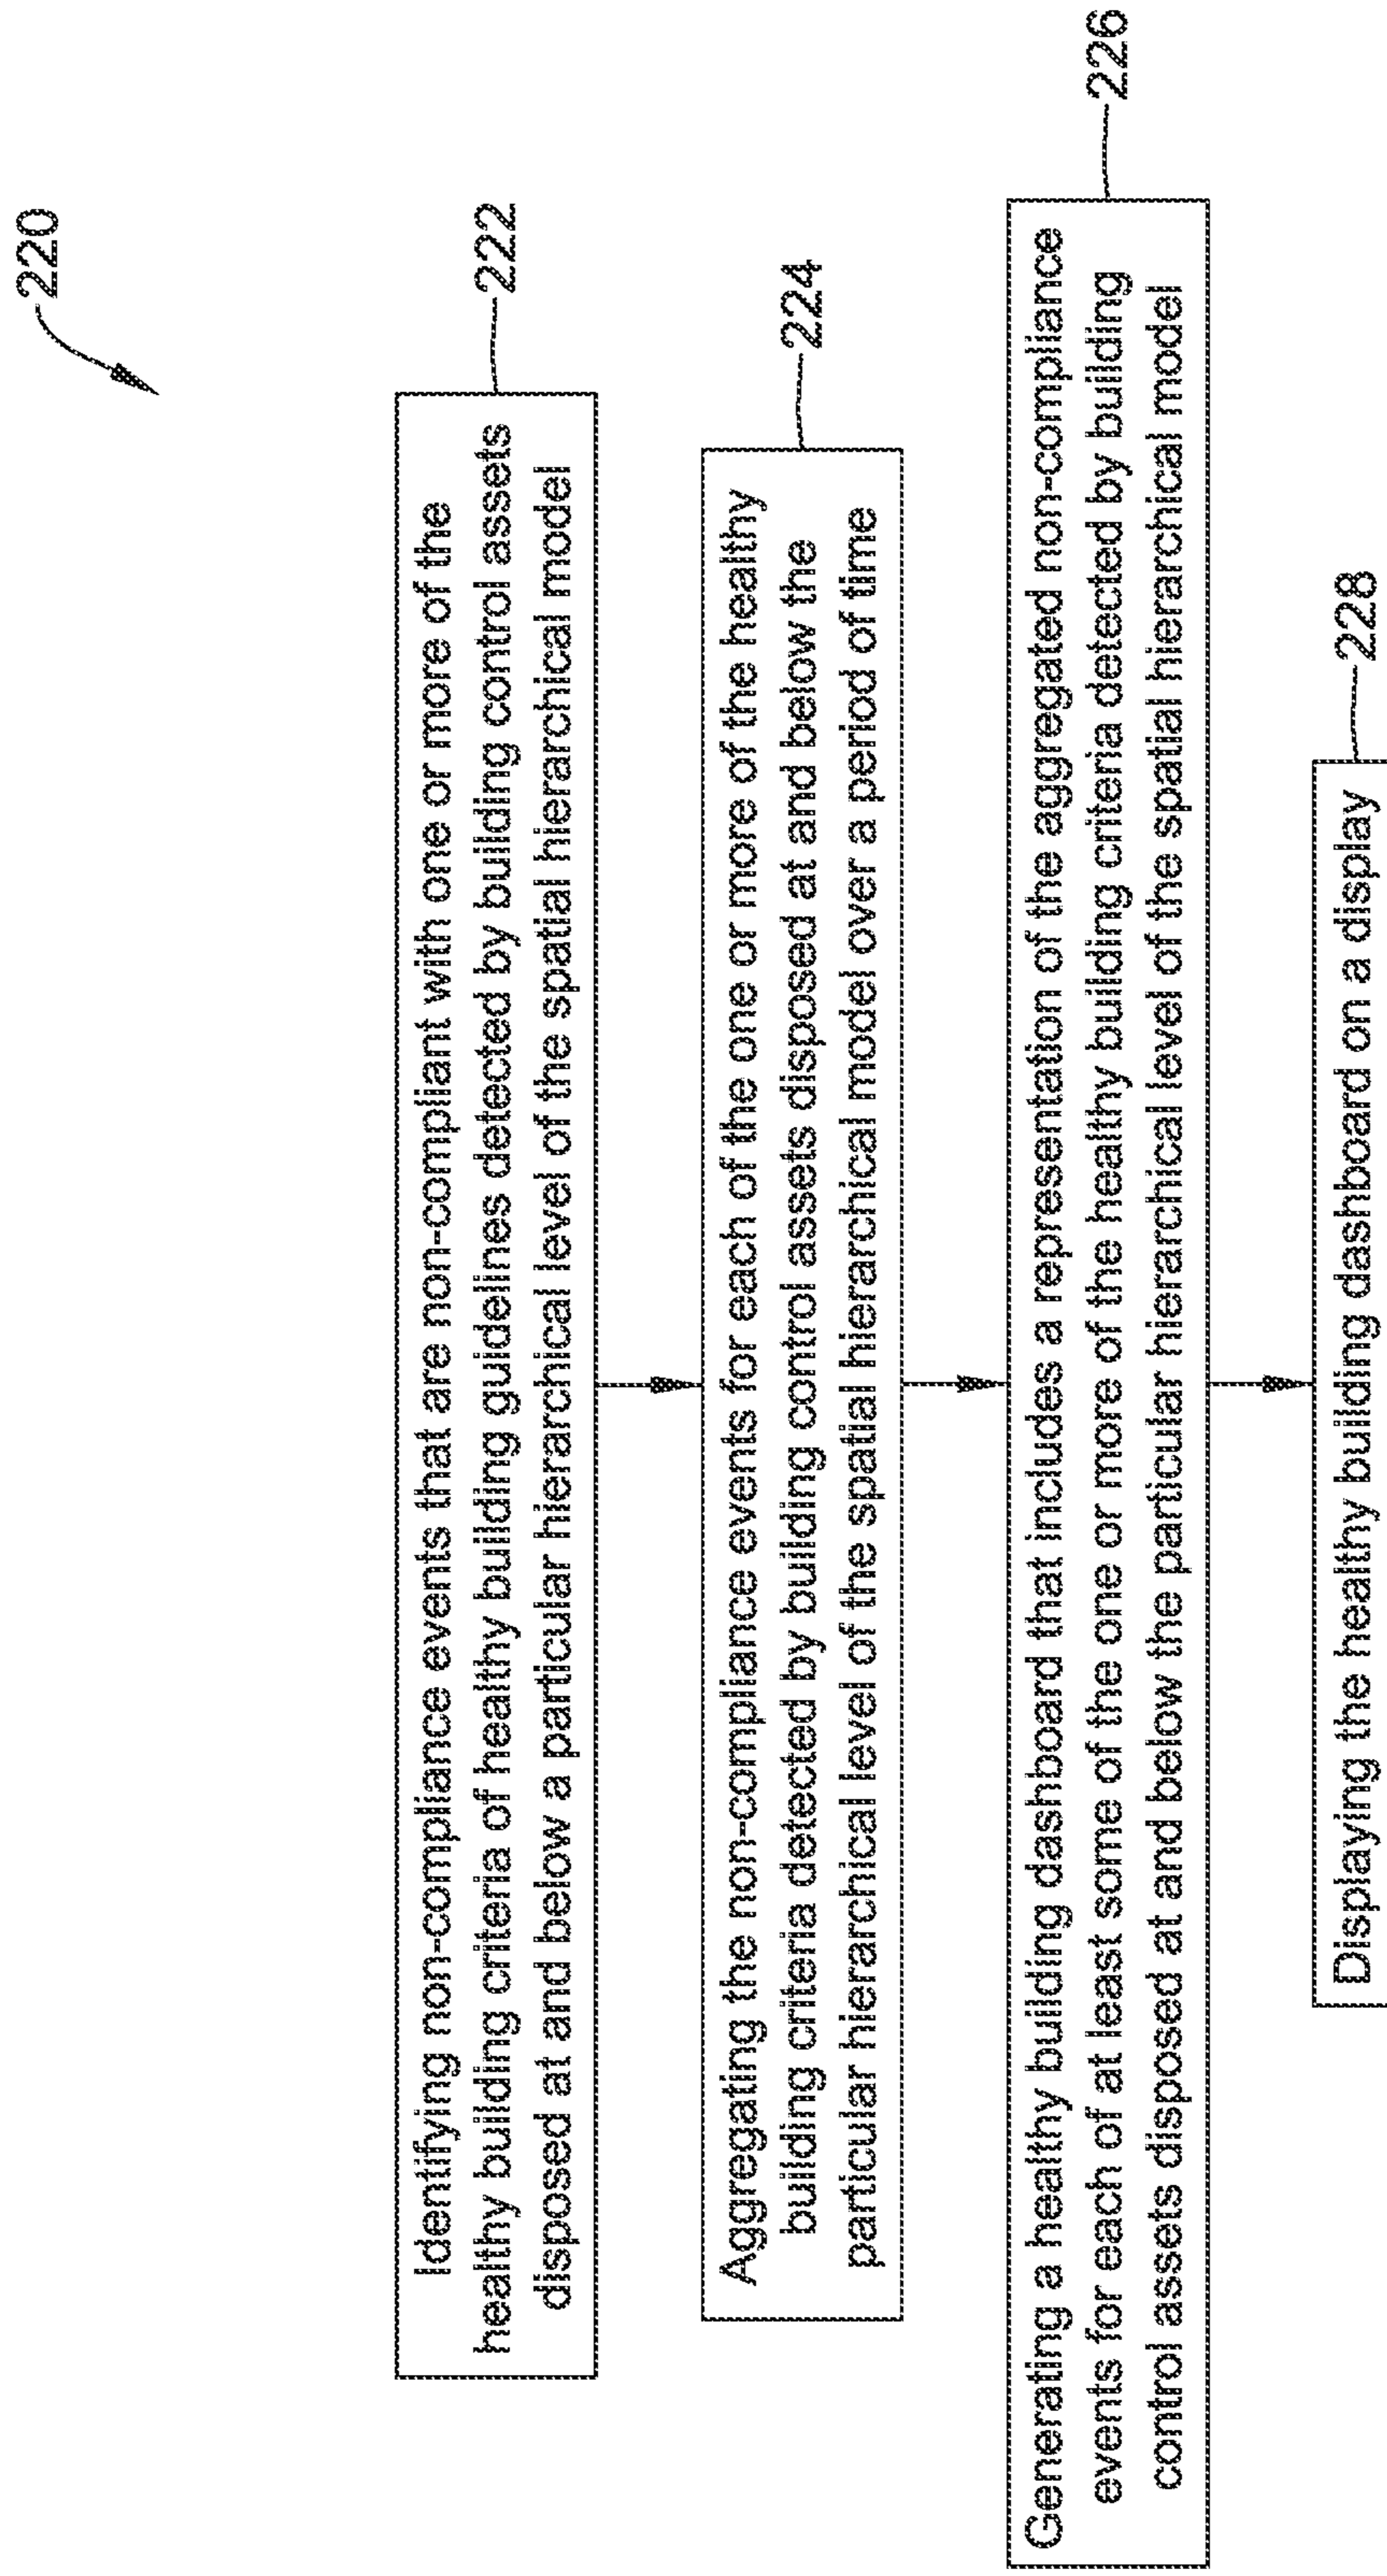 220
Identifying non-compliance events that are non-compliant with one or more of the
healthy building criteria of healthy building guidelines detected by building control assets
disposed at and below a particular hierarchical level of the spatial hierarchical model
222
Aggregating the non-compliance events for each of the one or more of the healthy
building criteria detected by building control assets disposed at and below the
particular hierarchical level of the spatial hierarchical model over a period of time
224
Generating a healthy building dashboard that includes a representation of the aggregated non-compliance
events for each of at least some of the one or more of the healthy building criteria detected by building
control assets disposed at and below the particular hierarchical level of the spatial hierarchical model
226
Displaying the healthy building dashboard on a display
228